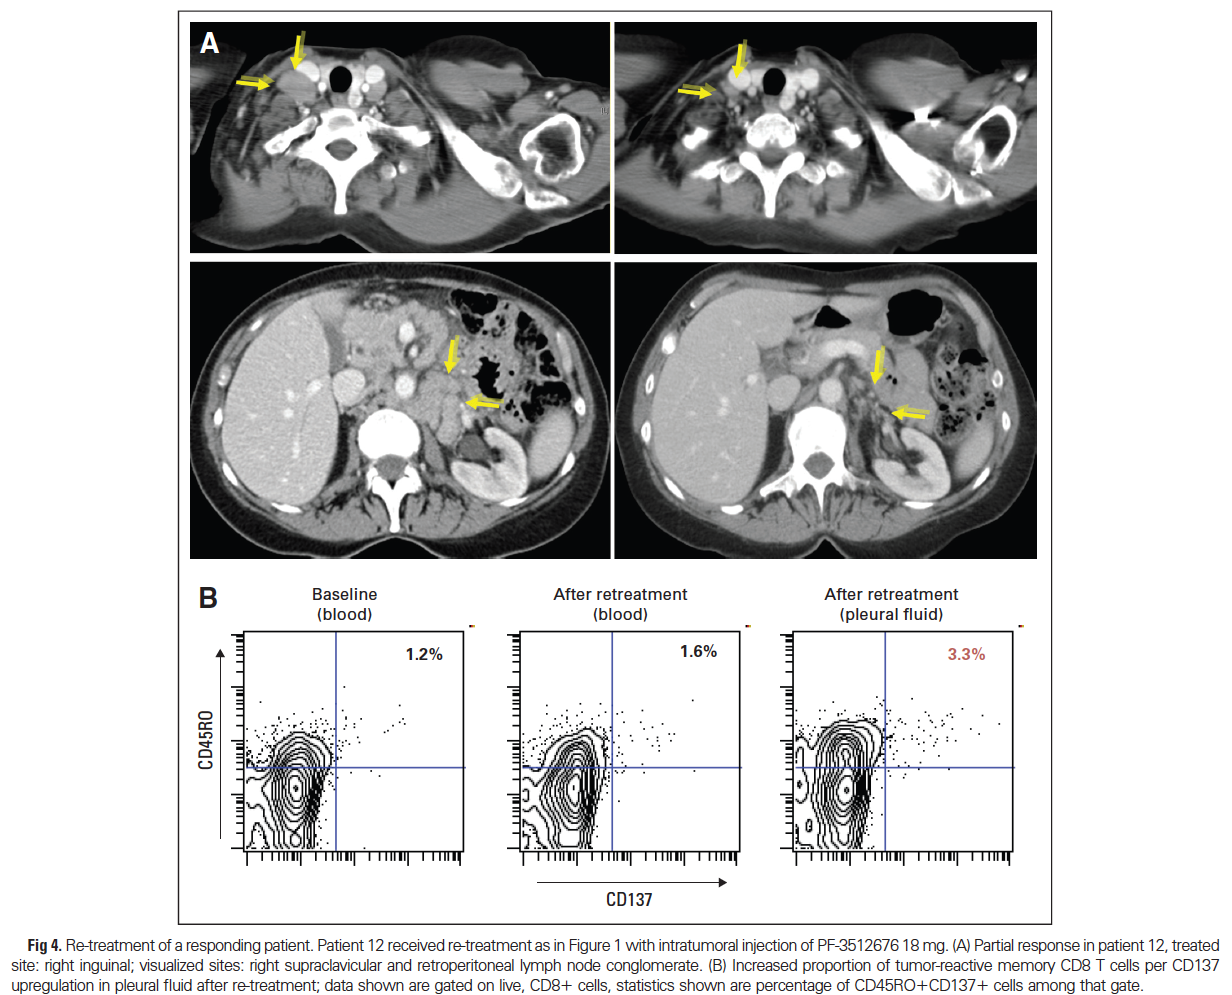 A
B
Baseline
(blood)
After retreatment
(blood)
After retreatment
(pleural fluid)
1.2%
1.6%
3.3%
CD45RO
CD137
Fig 4. Re-treatment of a responding patient. Patient 12 received re-treatment as in Figure 1 with intratumoral injection of PF-3512676 18 mg. (A) Partial response in patient 12, treated
site: right inguinal; visualized sites: right supraclavicular and retroperitoneal lymph node conglomerate. (B) Increased proportion of tumor-reactive memory CD8 T cells per CD137
upregulation in pleural fluid after re-treatment; data shown are gated on live, CD8+ cells, statistics shown are percentage of CD45RO+CD137+ cells among that gate.